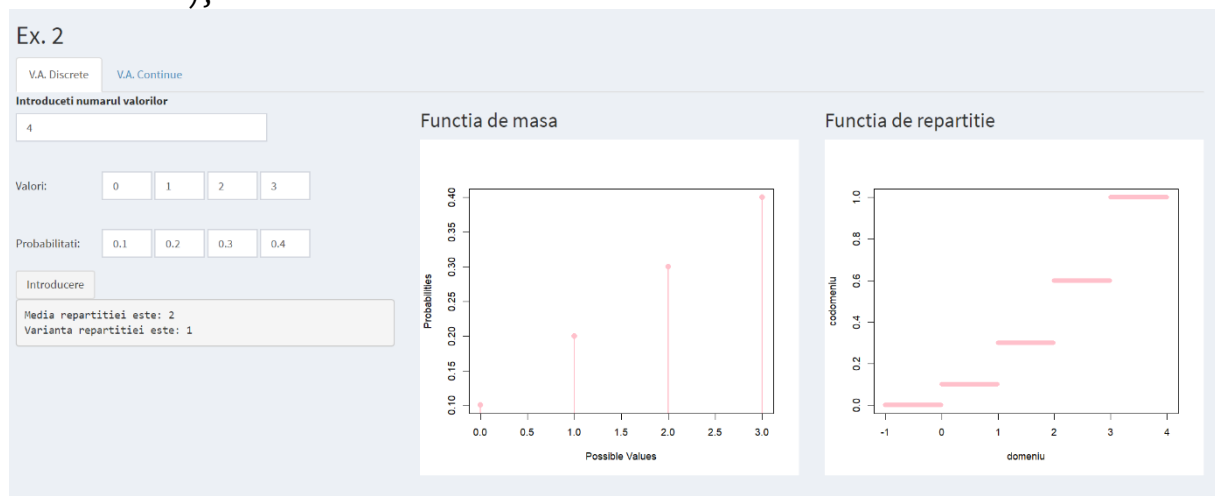 Ex. 2
V.A. Discrete V.A. Continue
Introduceti numarul valorilor
4
Valori: 0 1 2 3
Probabilitati: 0.1 0.2 0.3 0.4
Introducere
Media repartitiei este: 2
Varianta repartitiei este: 1
Functia de masa
Probabilities
0.40
0.35
0.30
0.25
0.20
0.15
0.10
0.0 0.5 1.0 1.5 2.0 2.5 3.0
Possible Values
Functia de repartitie
codomeniu
1.0
0.8
0.6
0.4
0.2
0.0
-1 0 1 2 3 4
domeniu